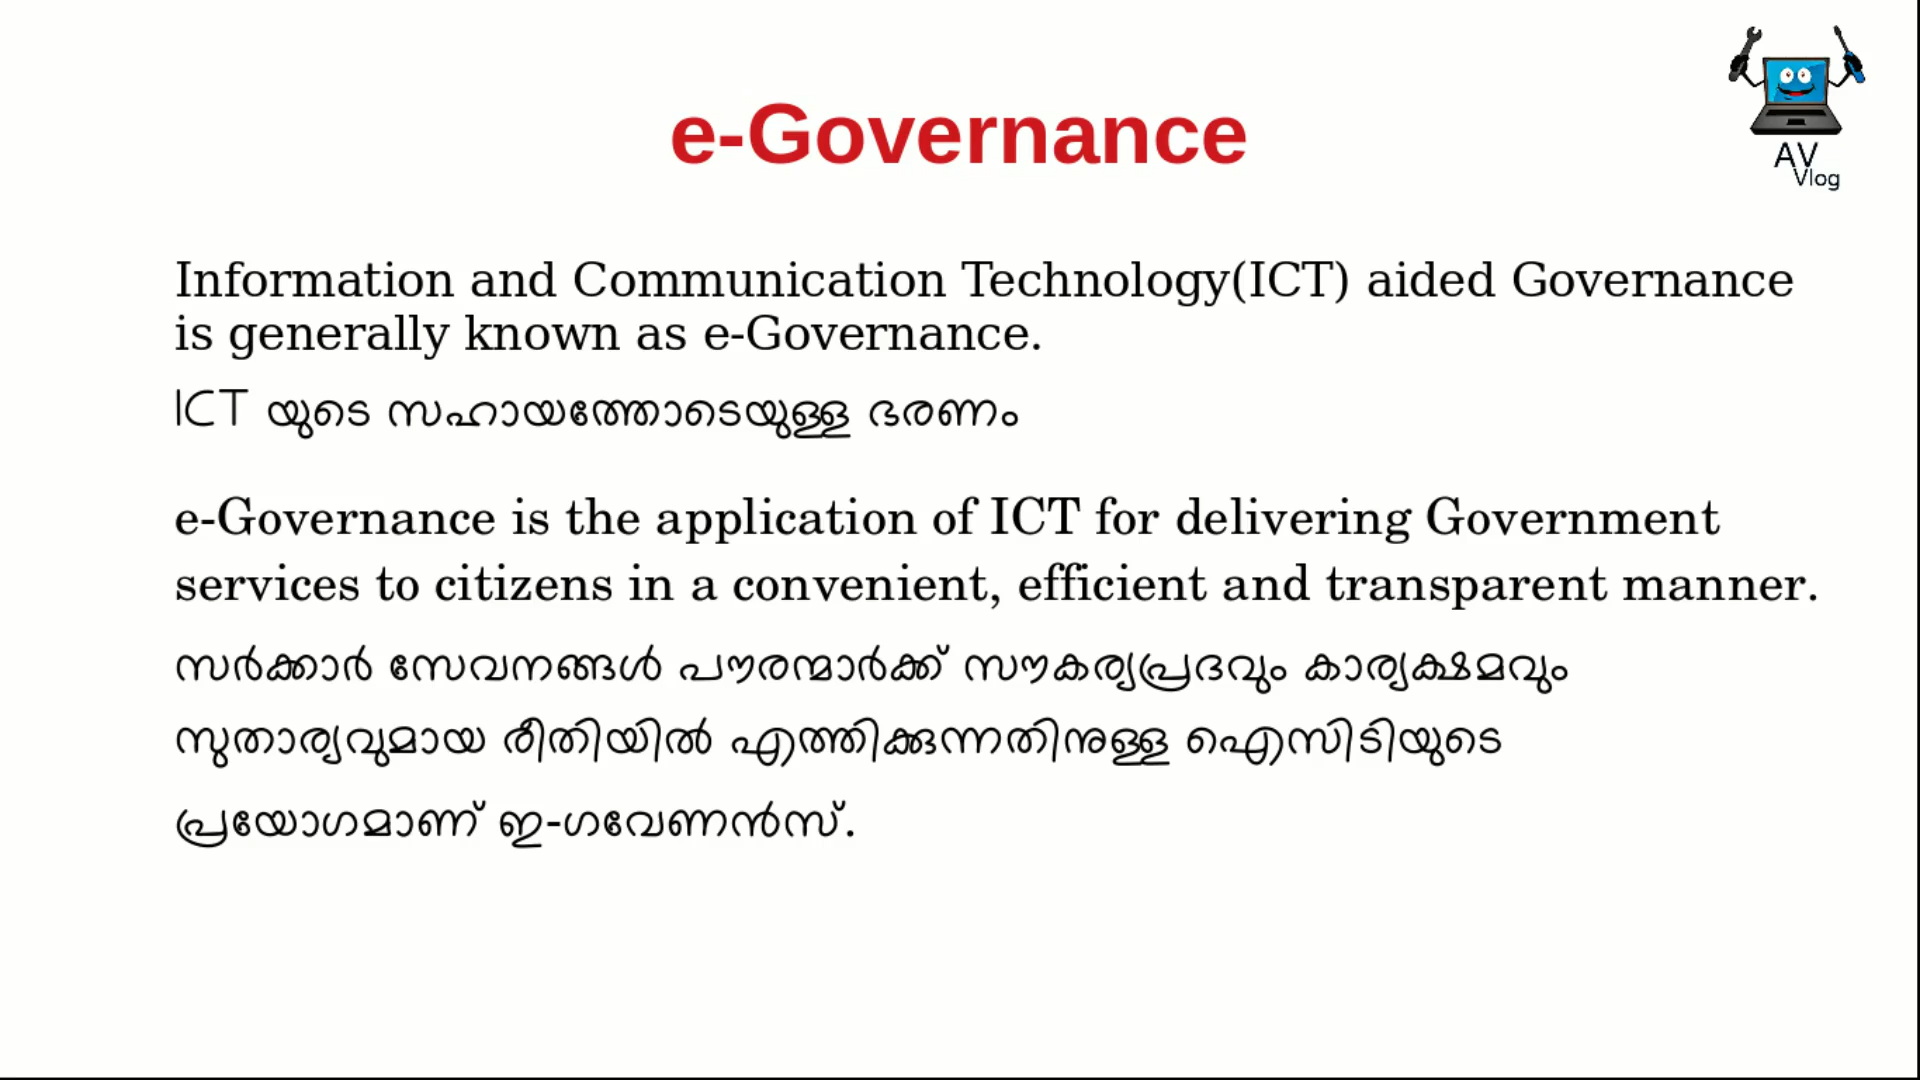 AV
Vlog
e-Governance
Information and Communication Technology(ICT) aided Governance
is generally known as e-Governance.
ICT യുടെ സഹായത്തോടെയുള്ള ഭരണം
e-Governance is the application of ICT for delivering Government
services to citizens in a convenient, efficient and transparent manner.
സർക്കാർ സേവനങ്ങൾ പൗരന്മാർക്ക് സൗകര്യപ്രദവും കാര്യക്ഷമവും
സുതാര്യവുമായ രീതിയിൽ എത്തിക്കുന്നതിനുള്ള ഐസിടിയുടെ
പ്രയോഗമാണ് ഇ-ഗവേണൻസ്.